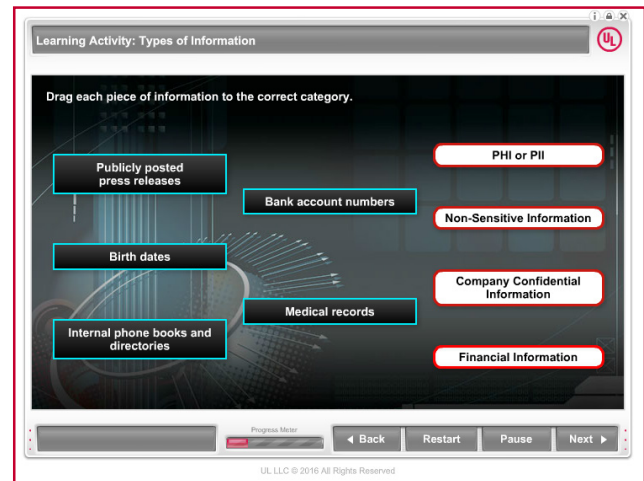 Learning Activity: Types of Information
UL
Drag each piece of information to the correct category.
Publicly posted
press releases
Bank account numbers
Birth dates
Medical records
Internal phone books and
directories
PHI or PII
Non-Sensitive Information
Company Confidential
Information
Financial Information
Progress Meter
Back
Restart
Pause
Next
UL LLC © 2016 All Rights Reserved